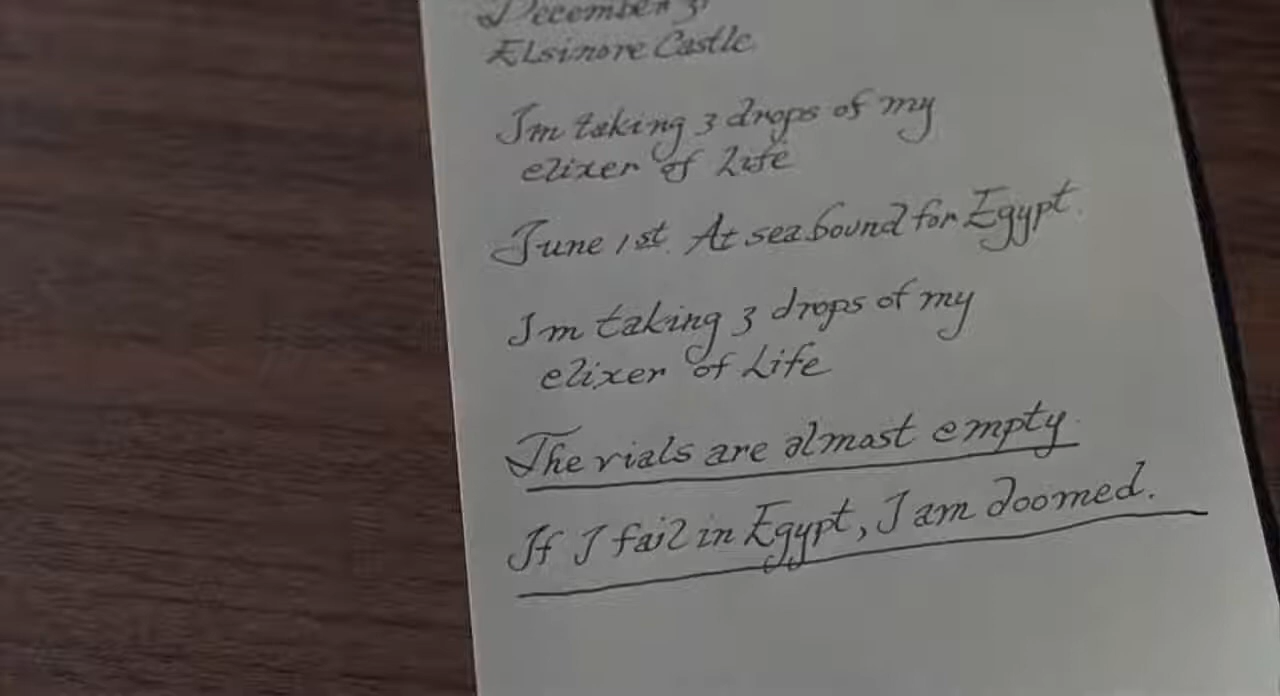 December 31
Elsinore Castle
Im taking 3 drops of my
elixer of Life
June 1st. At sea bound for Egypt.
Im taking 3 drops of my
elixer of Life
The vials are almost empty.
If I fail in Egypt, I am doomed.